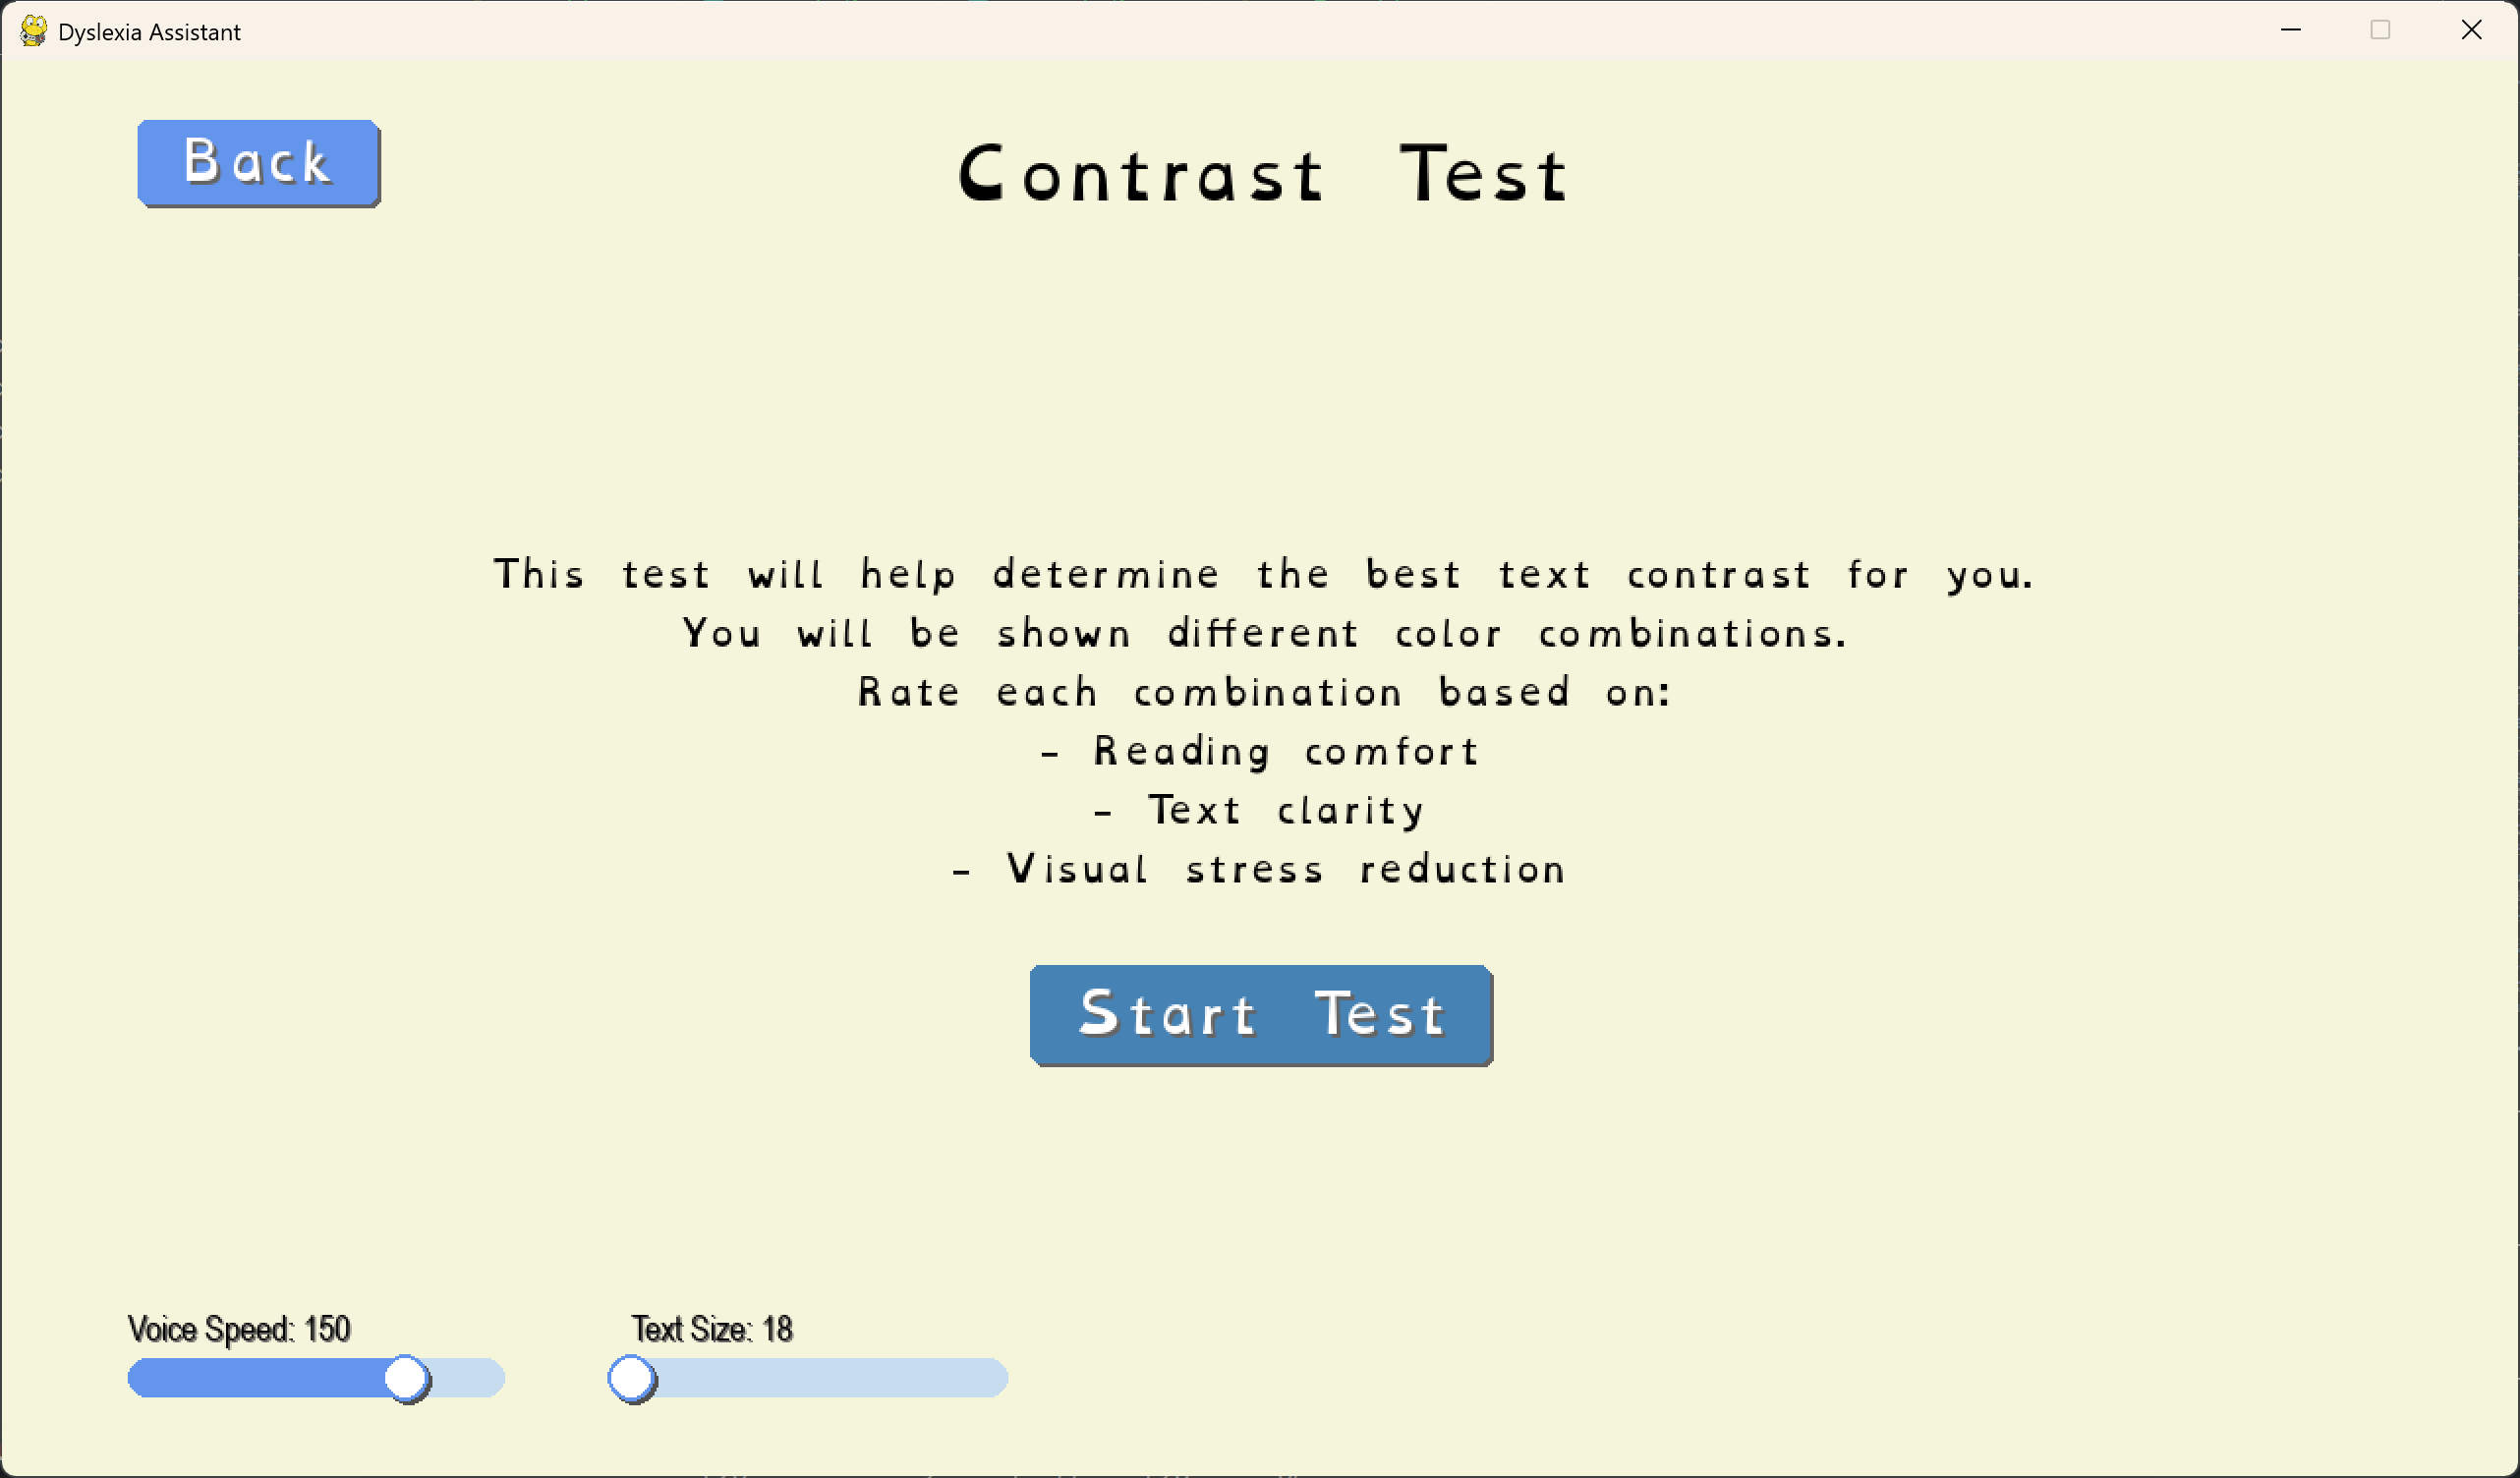 Dyslexia Assistant
Back
Contrast Test
This test will help determine the best text contrast for you.
You will be shown different color combinations.
Rate each combination based on:
- Reading comfort
- Text clarity
- Visual stress reduction
Start Test
Voice Speed: 150
Text Size: 18